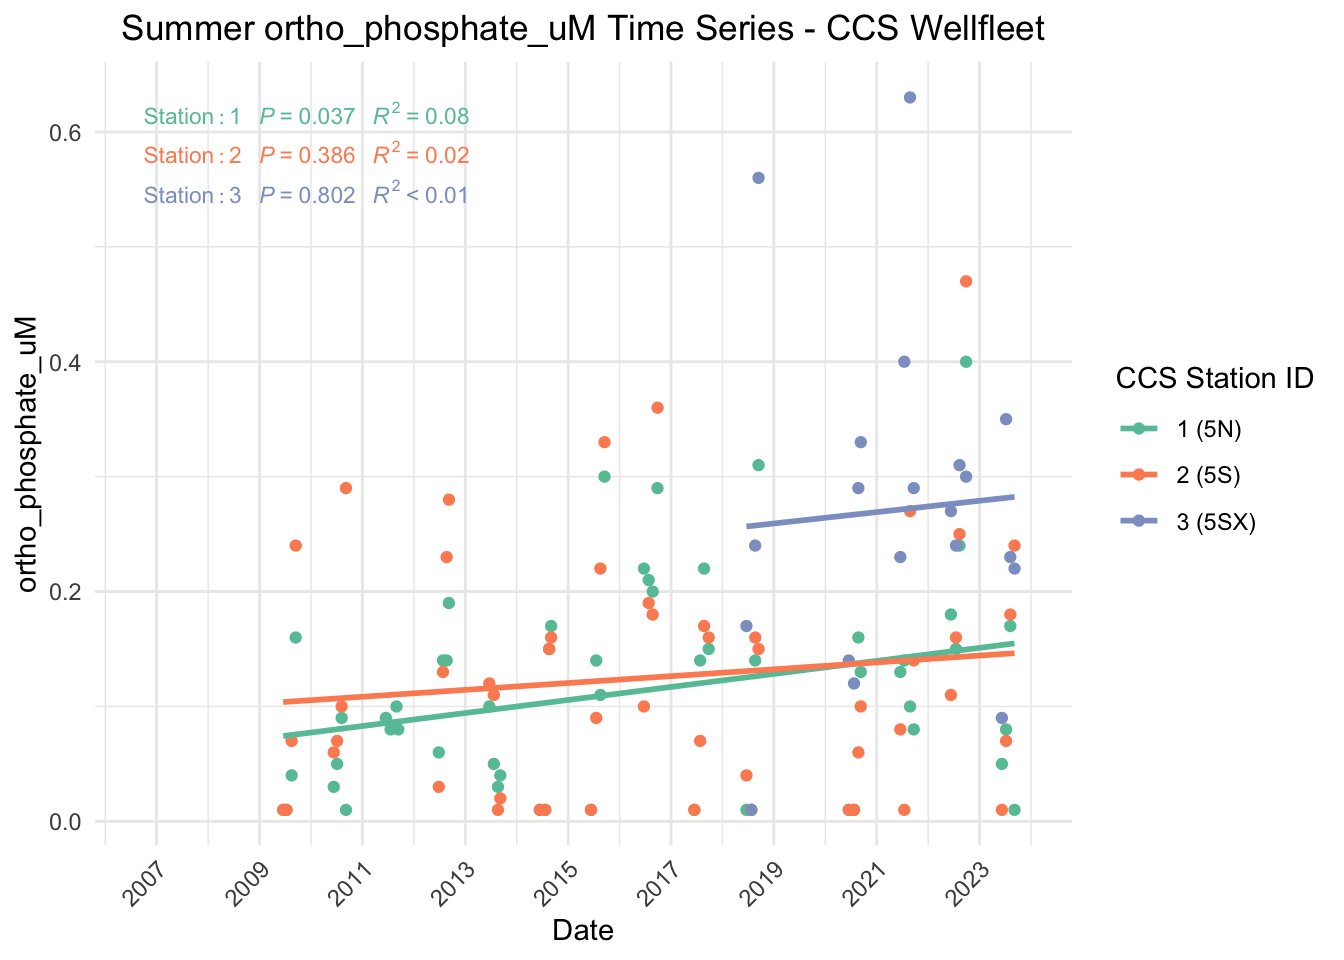 Summer ortho_phosphate_uM Time Series - CCS Wellfleet
Station: 1 P = 0.037 R² = 0.08
Station: 2 P = 0.386 R² = 0.02
Station: 3 P = 0.802 R² < 0.01
ortho_phosphate_uM
0.6
0.4
0.2
0.0
2007 2009 2011 2013 2015 2017 2019 2021 2023
Date
CCS Station ID
1 (5N)
2 (5S)
3 (5SX)